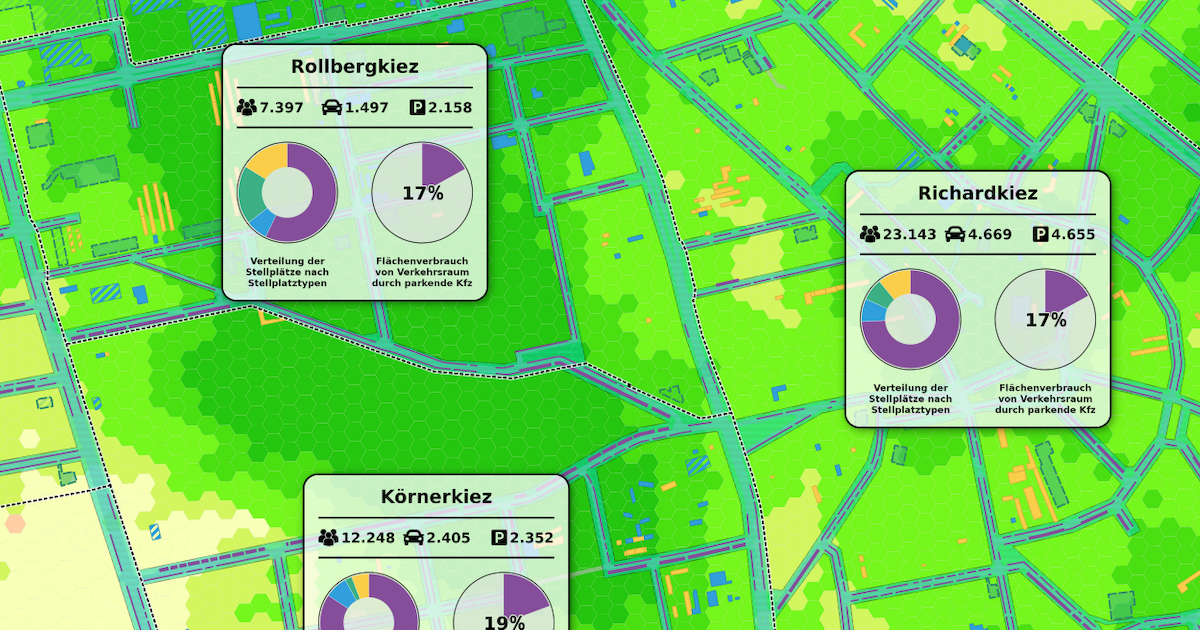 Rollbergkiez
7.397 1.497 P 2.158
17%
Verteilung der
Stellplätze nach
Stellplatztypen
Flächenverbrauch
von Verkehrsraum
durch parkende Kfz
Richardkiez
23.143 4.669 P 4.655
17%
Verteilung der
Stellplätze nach
Stellplatztypen
Flächenverbrauch
von Verkehrsraum
durch parkende Kfz
Körnerkiez
12.248 2.405 P 2.352
19%